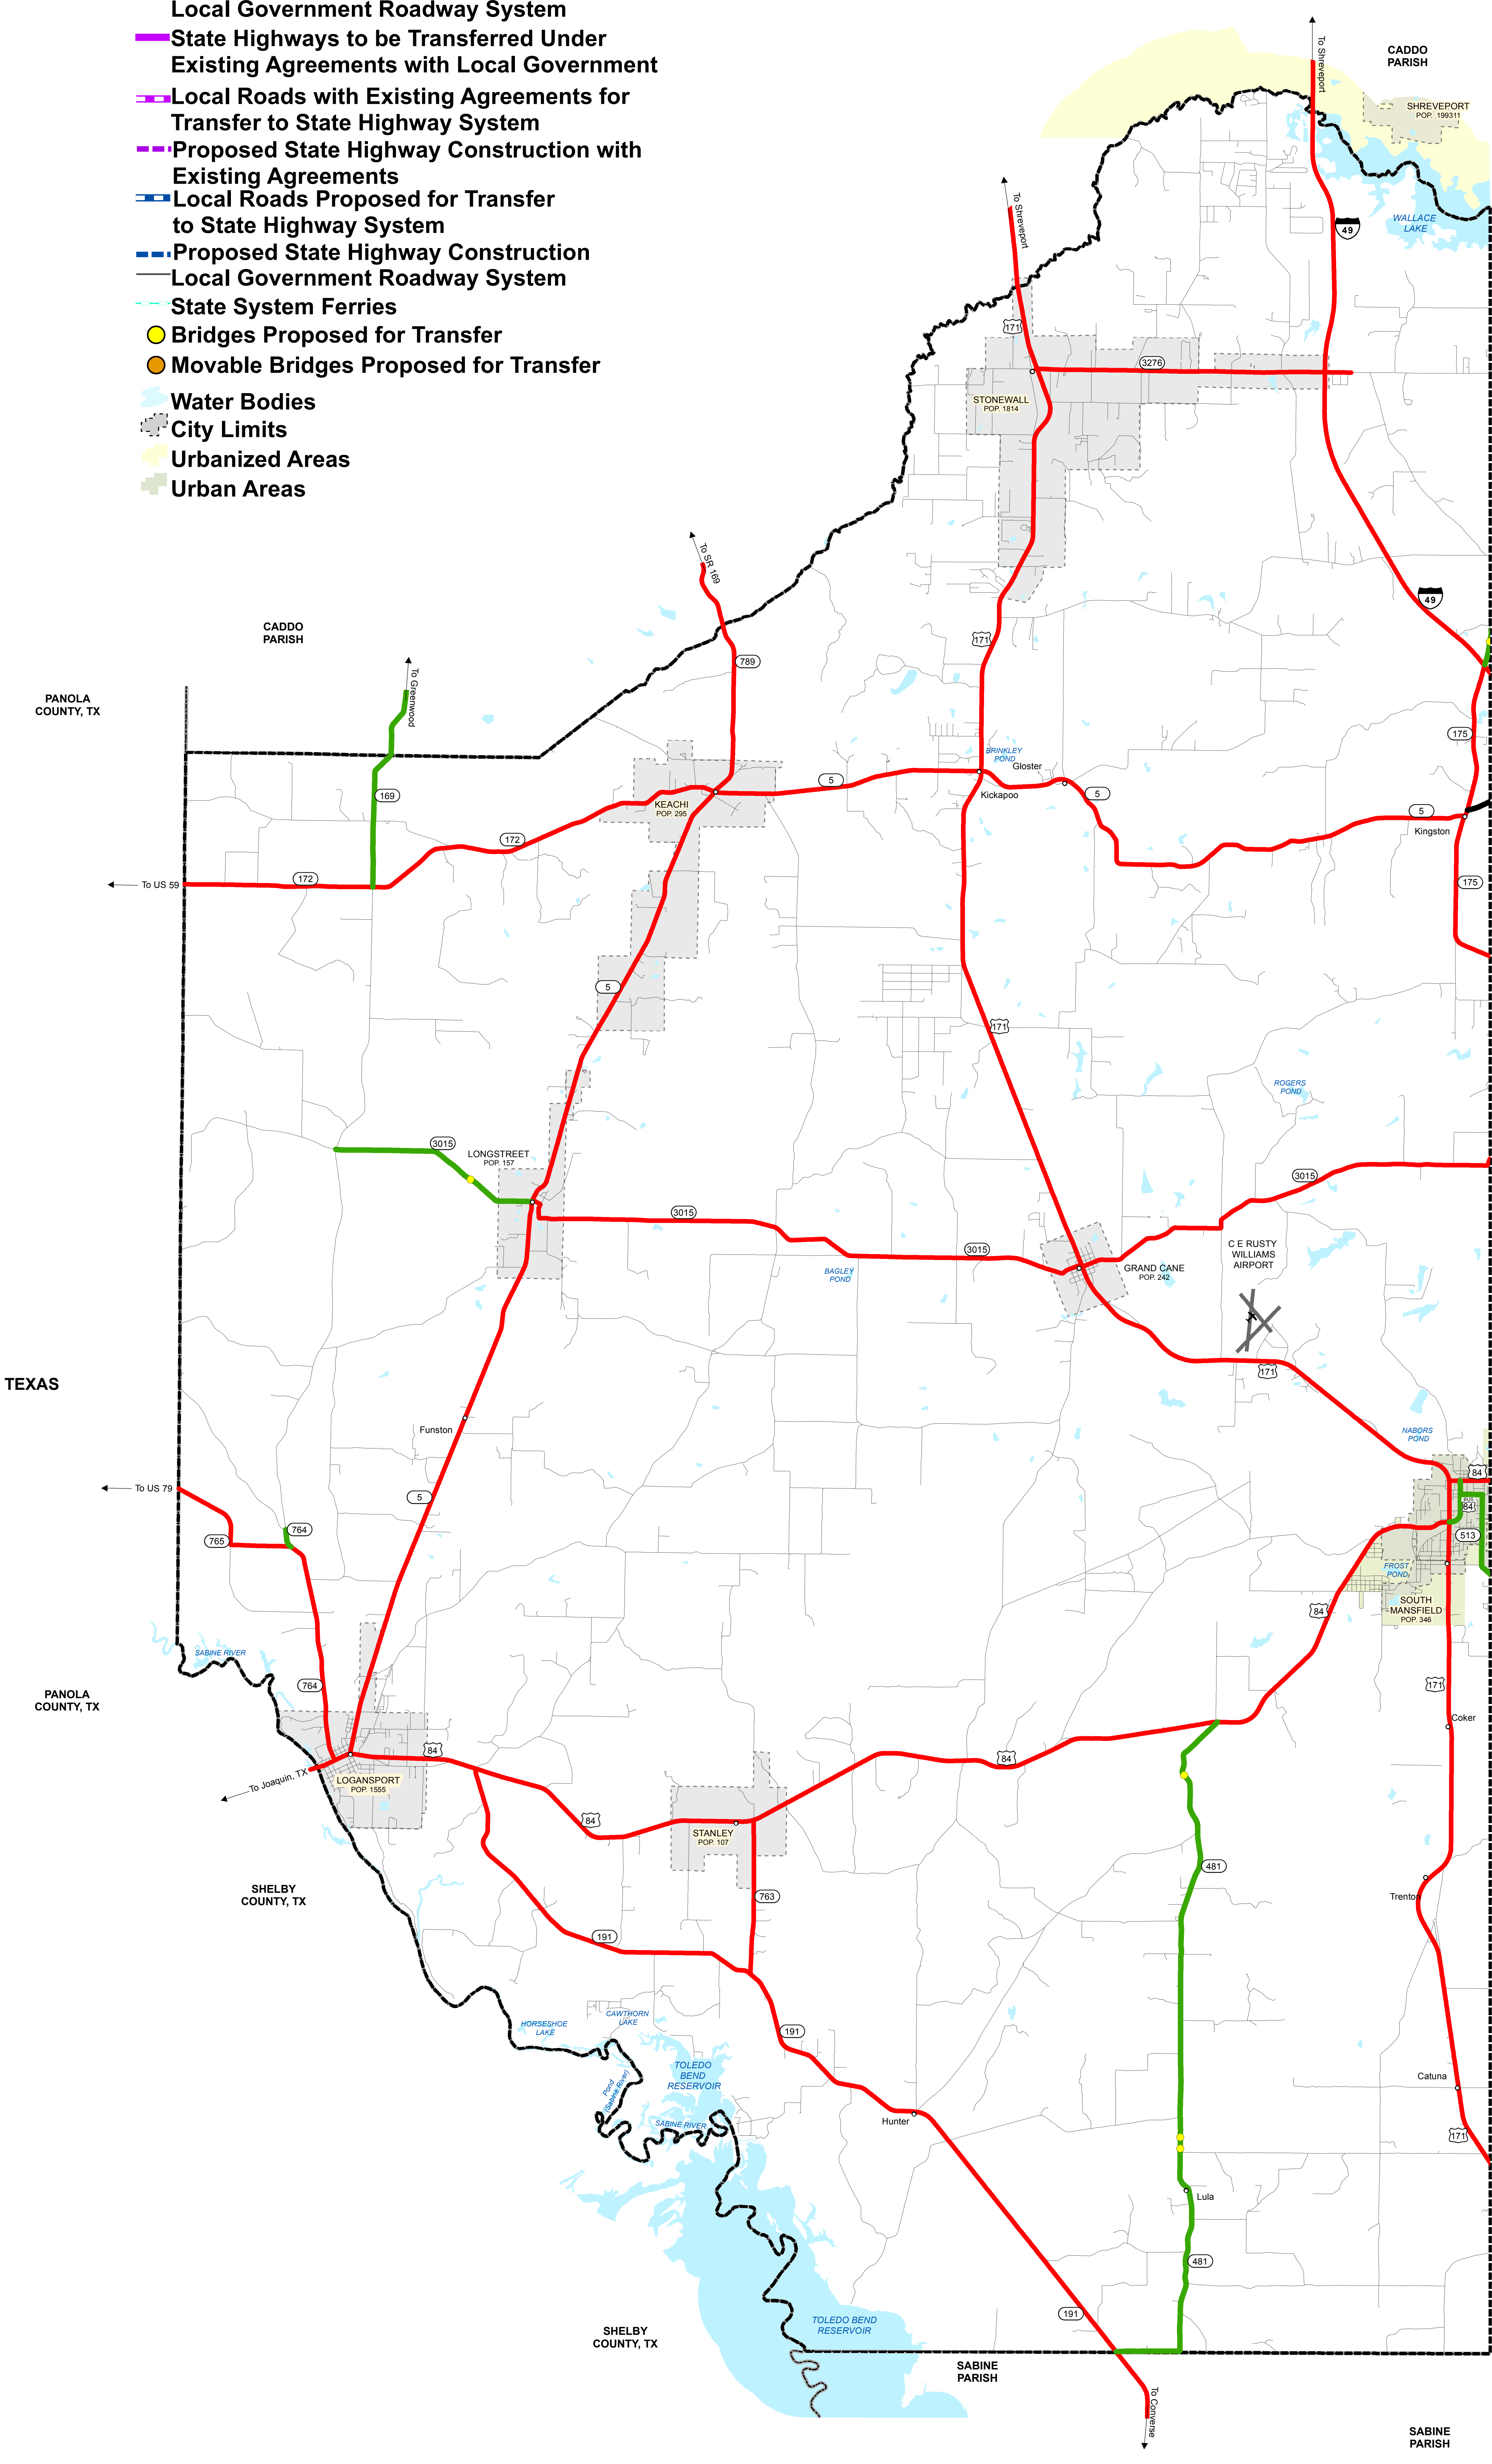 Local Government Roadway System
State Highways to be Transferred Under
Existing Agreements with Local Government
Local Roads with Existing Agreements for
Transfer to State Highway System
Proposed State Highway Construction with
Existing Agreements
Local Roads Proposed for Transfer
to State Highway System
Proposed State Highway Construction
Local Government Roadway System
State System Ferries
Bridges Proposed for Transfer
Movable Bridges Proposed for Transfer
Water Bodies
City Limits
Urbanized Areas
Urban Areas
To Shreveport
CADDO
PARISH
SHREVEPORT
POP. 199311
WALLACE
LAKE
49
To Shreveport
171
3276
STONEWALL
POP. 1814
To SR 169
49
CADDO
PARISH
171
789
To Greenwood
PANOLA
COUNTY, TX
175
BRINKLEY
POND
Gloster
5
169
Kickapoo
5
KEACHI
POP. 295
5
Kingston
172
To US 59
172
175
5
171
ROGERS
POND
3015
LONGSTREET
POP. 157
3015
3015
3015
C E RUSTY
WILLIAMS
AIRPORT
BAGLEY
POND
GRAND CANE
POP. 242
171
TEXAS
Funston
NABORS
POND
84
To US 79
5
BUS
84
764
765
513
FROST
POND
SOUTH
MANSFIELD
POP. 346
84
SABINE RIVER
764
171
PANOLA
COUNTY, TX
Coker
84
84
To Joaquin, TX
LOGANSPORT
POP. 1555
84
STANLEY
POP. 107
481
SHELBY
COUNTY, TX
763
Trenton
191
HORSESHOE
LAKE
CAWTHORN
LAKE
191
TOLEDO
BEND
RESERVOIR
Pond
(Sabine River)
Catuna
SABINE RIVER
Hunter
171
Lula
481
191
TOLEDO BEND
RESERVOIR
SHELBY
COUNTY, TX
SABINE
PARISH
To Converse
SABINE
PARISH